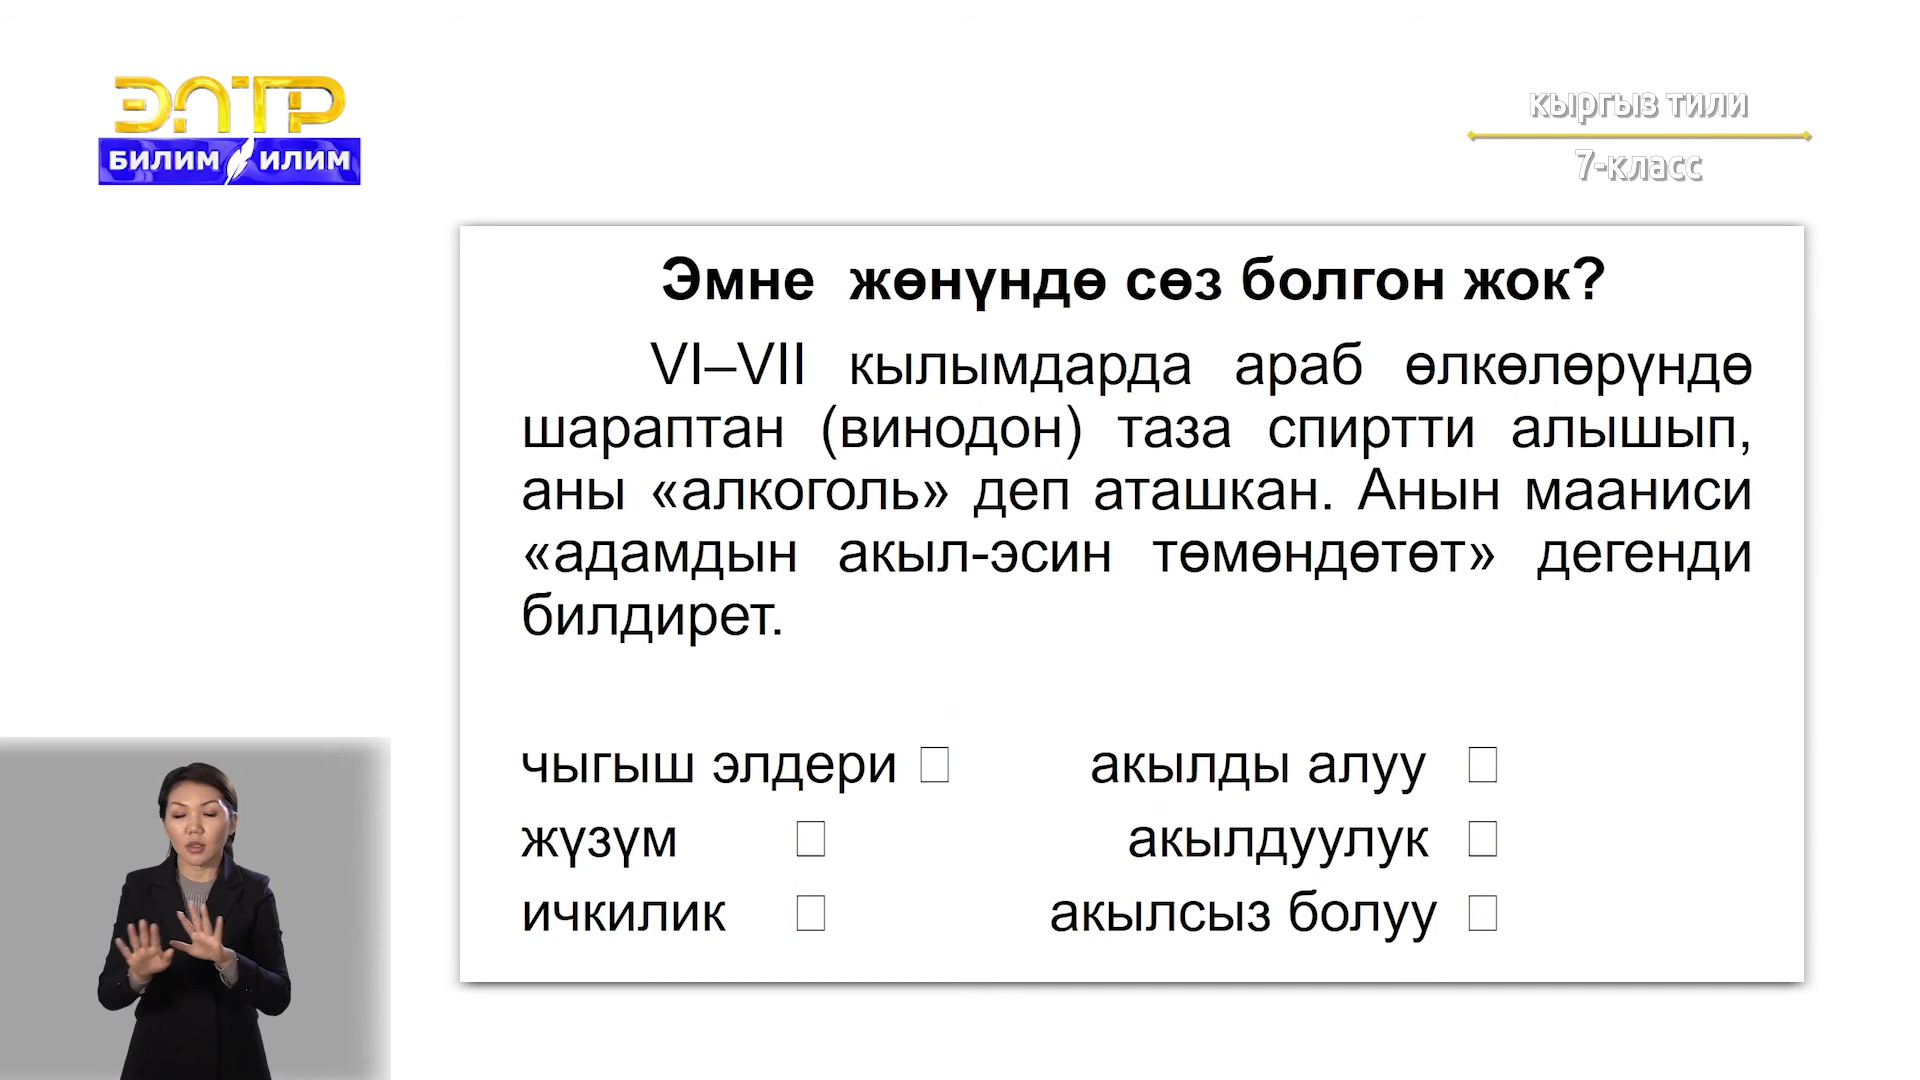 ЭЛТР
БИЛИМ ИЛИМ
кыргыз тили
7-класс
Эмне жөнүндө сөз болгон жок?
VI–VII кылымдарда араб өлкөлөрүндө
шараптан (винодон) таза спиртти алышып,
аны «алкоголь» деп аташкан. Анын мааниси
«адамдын акыл-эсин төмөндөтөт» дегенди
билдирет.
чыгыш элдери □ акылды алуу □
жүзүм □ акылдуулук □
ичкилик □ акылсыз болуу □